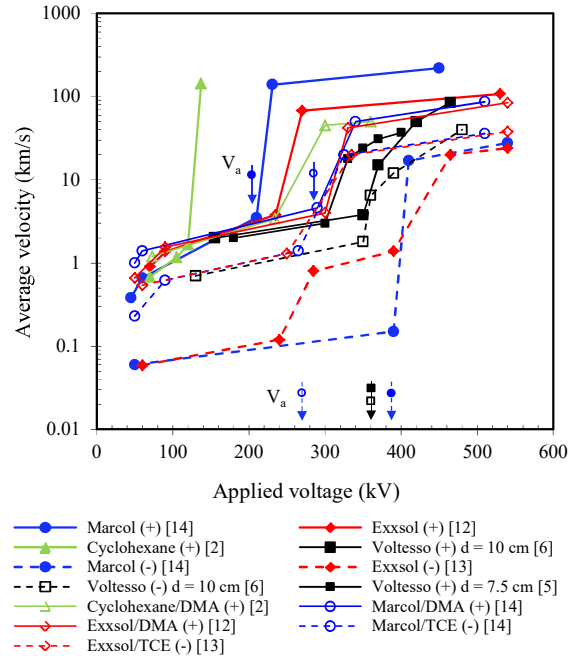 1000
100
10
1
0.1
0.01
Average velocity (km/s)
Va
Va
0 100 200 300 400 500 600
Applied voltage (kV)
Marcol (+) [14] Exxsol (+) [12]
Cyclohexane (+) [2] Voltesso (+) d = 10 cm [6]
Marcol (-) [14] Exxsol (-) [13]
Voltesso (-) d = 10 cm [6] Voltesso (+) d = 7.5 cm [5]
Cyclohexane/DMA (+) [2] Marcol/DMA (+) [14]
Exxsol/DMA (+) [12] Marcol/TCE (-) [14]
Exxsol/TCE (-) [13]